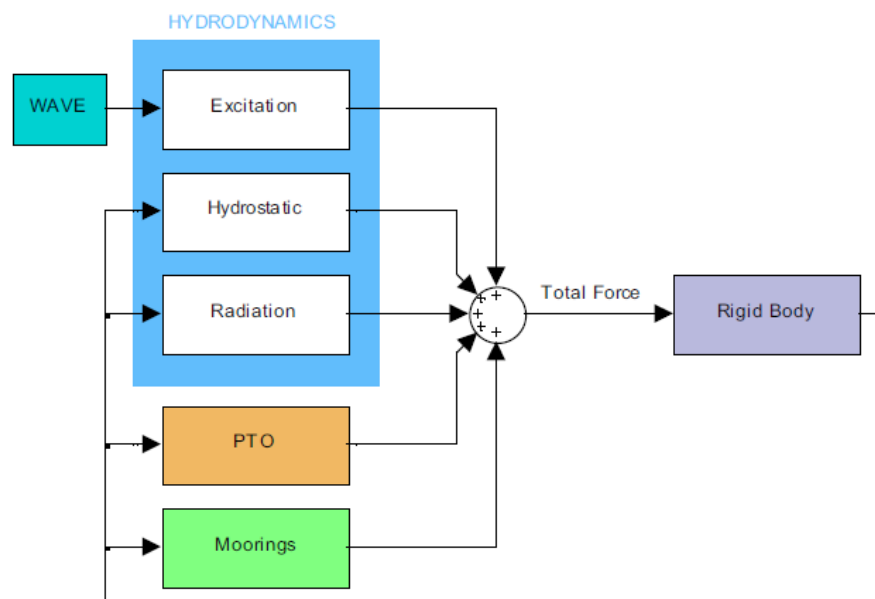 HYDRODYNAMICS
WAVE
Excitation
Hydrostatic
Radiation
+
+
+
+
+
Total Force
Rigid Body
PTO
Moorings